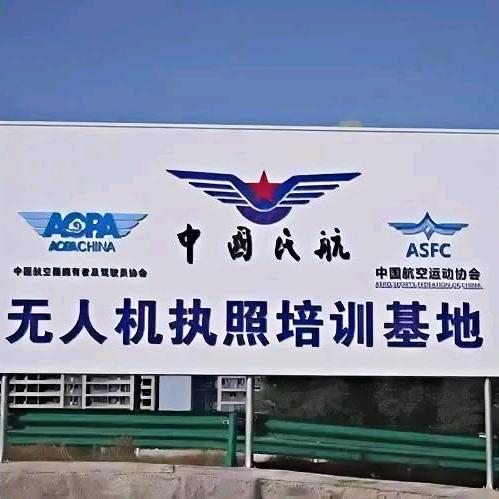 AOPA
AOPA CHINA
中国航空器拥有者及驾驶员协会
中国民航
ASFC
中国航空运动协会
AERO SPORTS FEDERATION OF CHINA
无人机执照培训基地